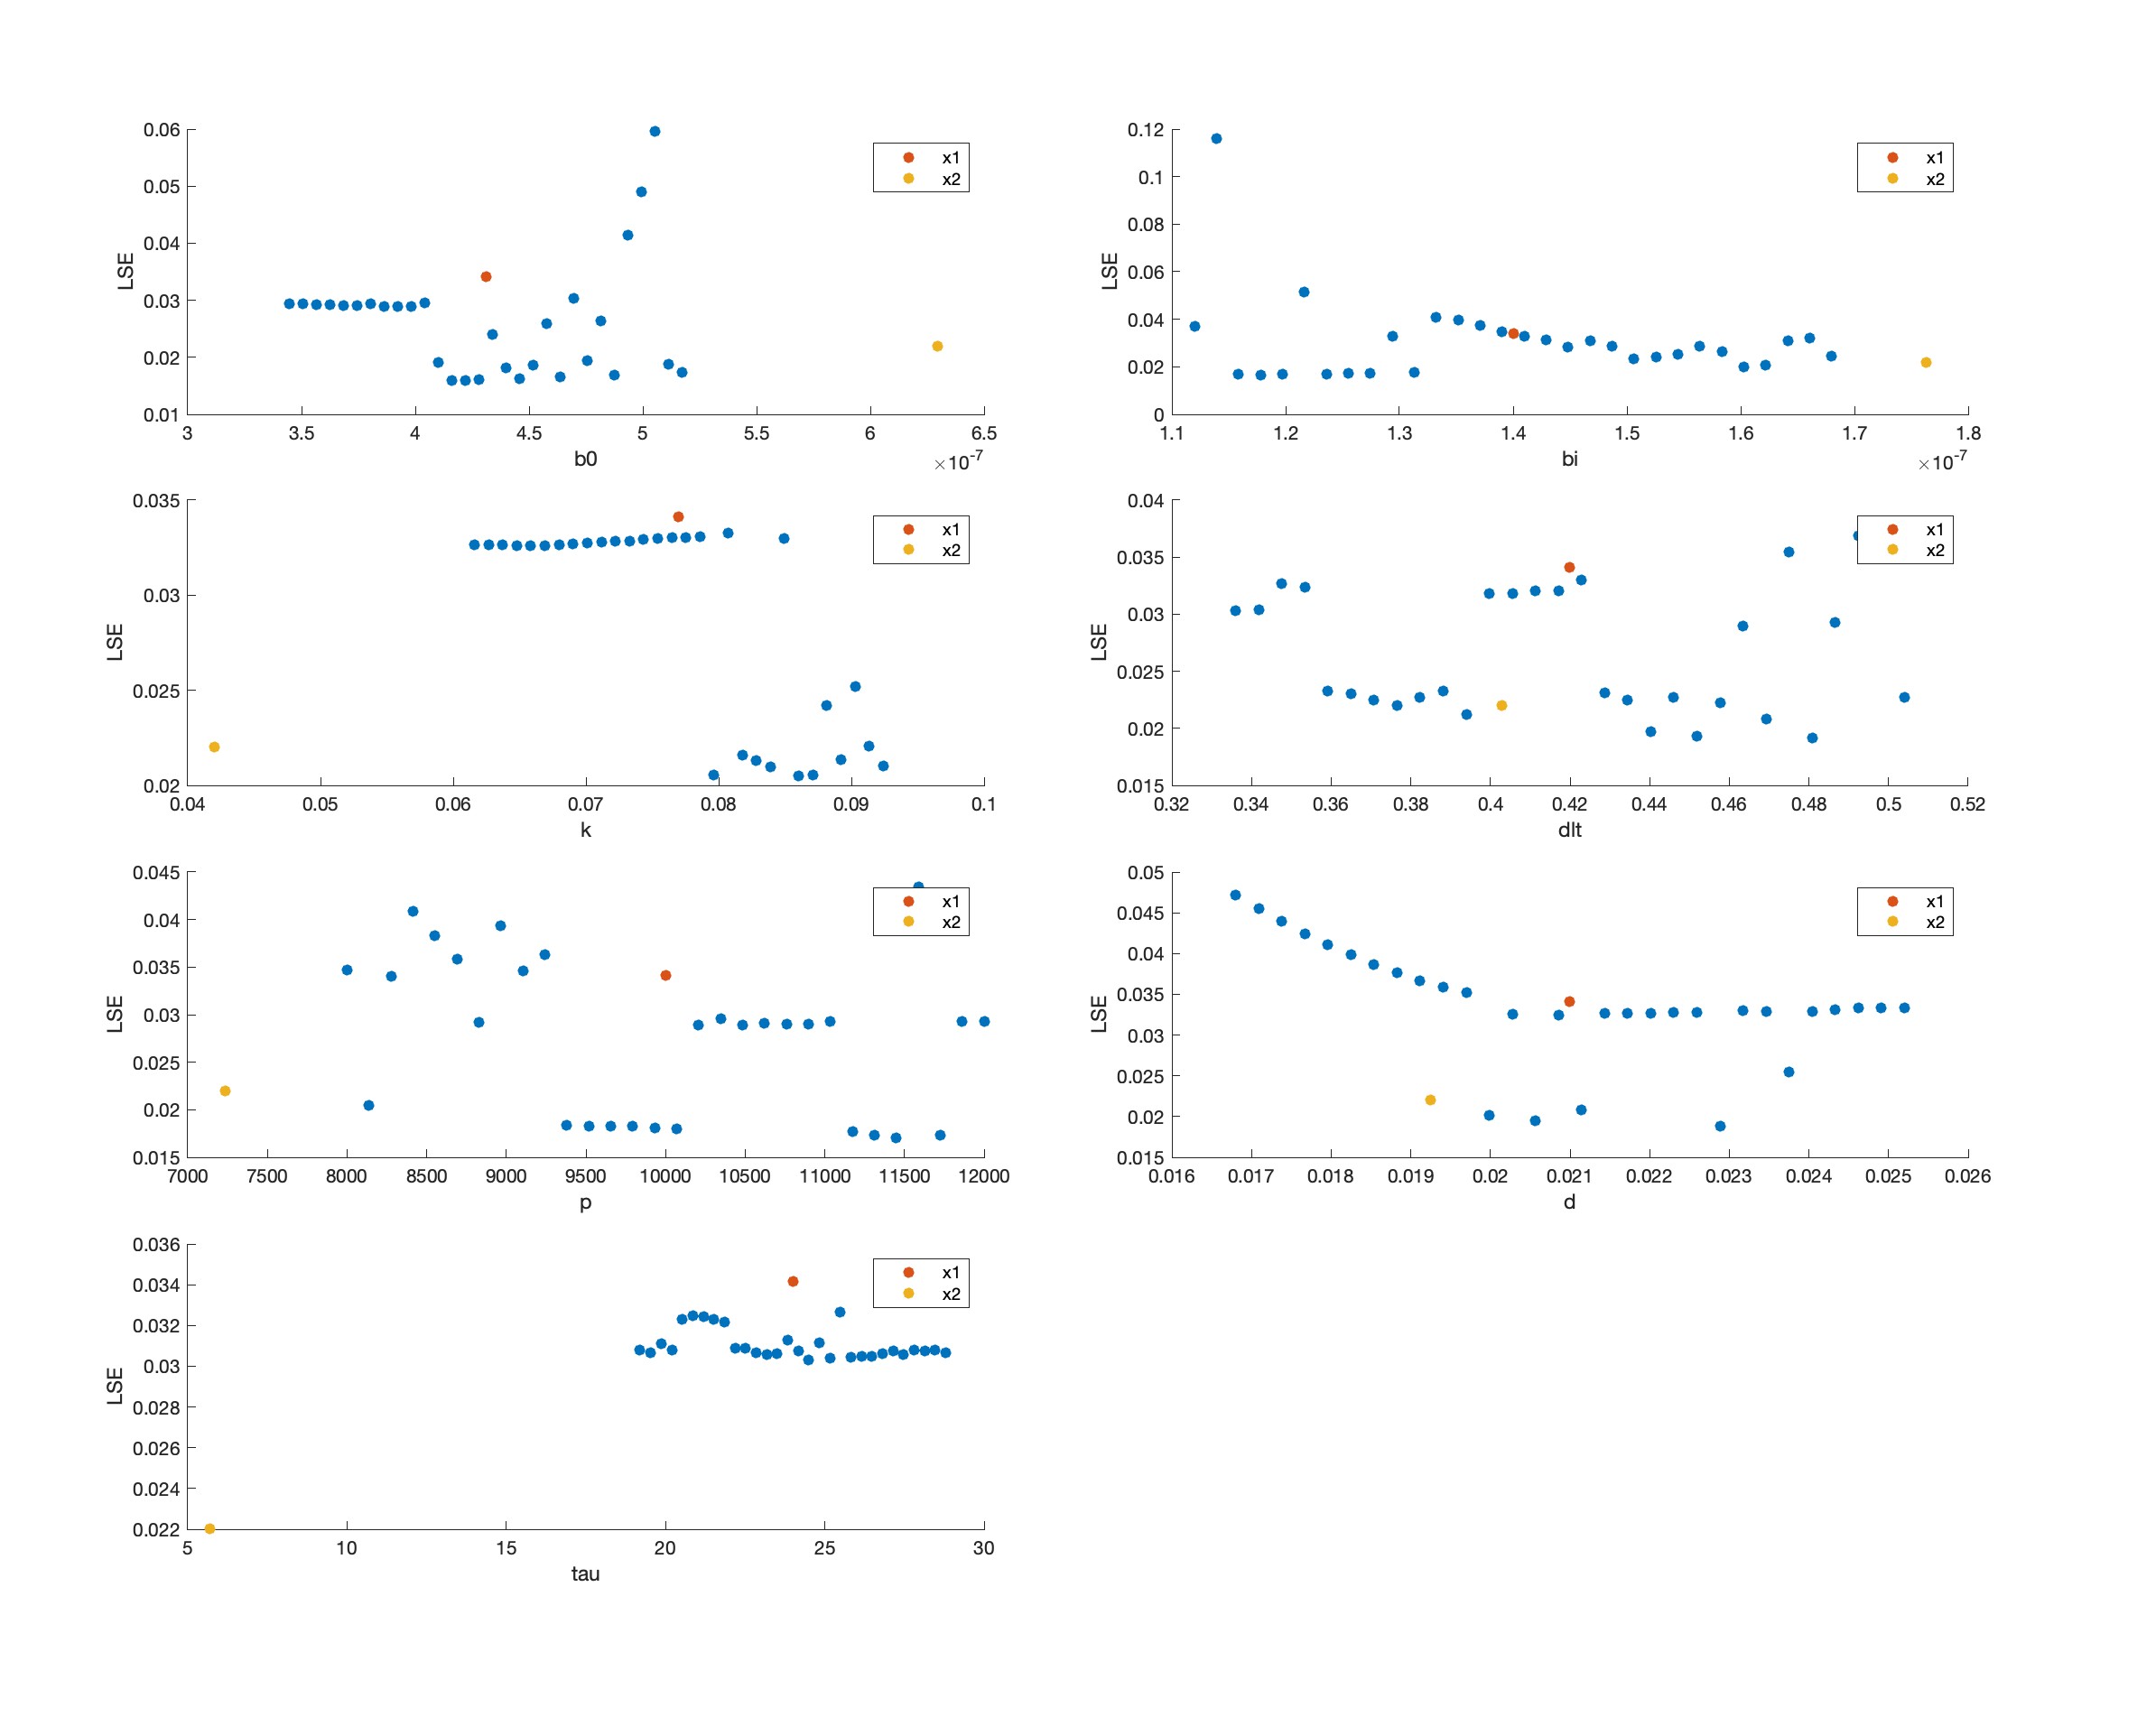 0.06
0.05
0.04
0.03
0.02
0.01
LSE
3 3.5 4 4.5 5 5.5 6 6.5
b0
×10-7
x1
x2
0.12
0.1
0.08
0.06
0.04
0.02
0
LSE
1.1 1.2 1.3 1.4 1.5 1.6 1.7 1.8
bi
×10-7
x1
x2
0.035
0.03
0.025
0.02
LSE
0.04 0.05 0.06 0.07 0.08 0.09 0.1
k
x1
x2
0.04
0.035
0.03
0.025
0.02
0.015
LSE
0.32 0.34 0.36 0.38 0.4 0.42 0.44 0.46 0.48 0.5 0.52
dlt
x1
x2
0.045
0.04
0.035
0.03
0.025
0.02
0.015
LSE
7000 7500 8000 8500 9000 9500 10000 10500 11000 11500 12000
p
x1
x2
0.05
0.045
0.04
0.035
0.03
0.025
0.02
0.015
LSE
0.016 0.017 0.018 0.019 0.02 0.021 0.022 0.023 0.024 0.025 0.026
d
x1
x2
0.036
0.034
0.032
0.03
0.028
0.026
0.024
0.022
LSE
5 10 15 20 25 30
tau
x1
x2